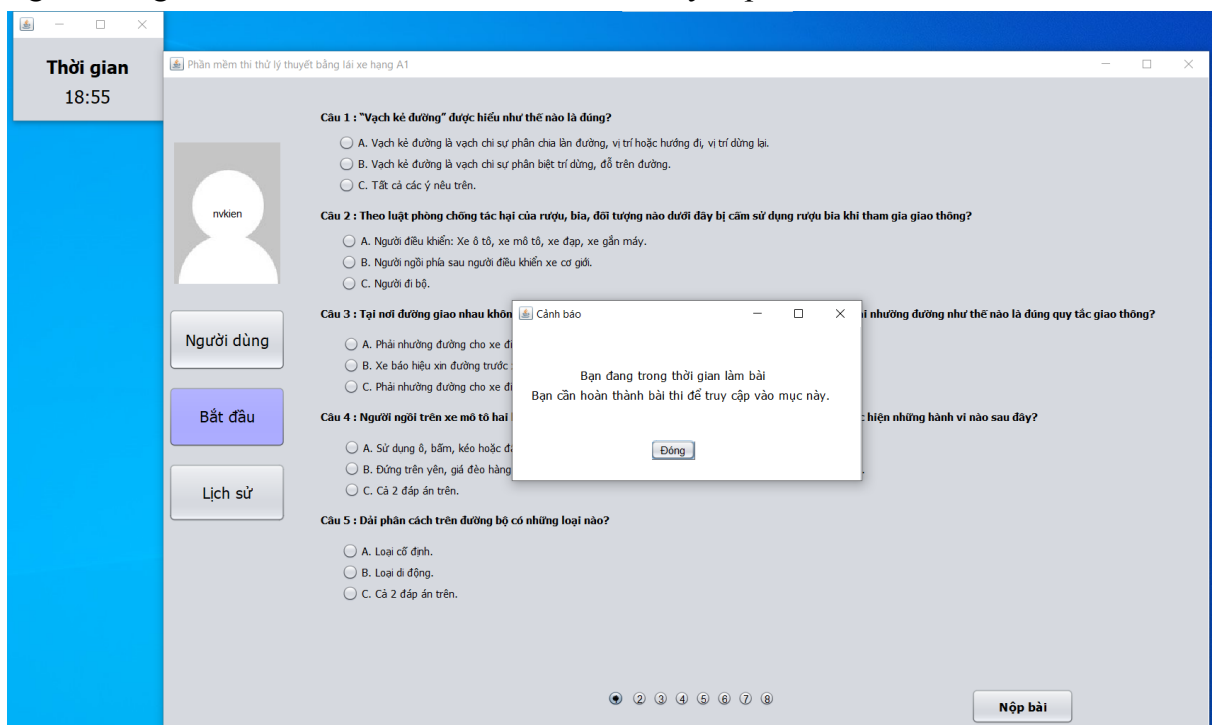 Thời gian
18:55
Phần mềm thi thử lý thuyết bằng lái xe hạng A1
nvkien
Người dùng
Bắt đầu
Lịch sử
Câu 1 : "Vạch kẻ đường" được hiểu như thế nào là đúng?
A. Vạch kẻ đường là vạch chỉ sự phân chia làn đường, vị trí hoặc hướng đi, vị trí dừng lại.
B. Vạch kẻ đường là vạch chỉ sự phân biệt trí dừng, đỗ trên đường.
C. Tất cả các ý nêu trên.
Câu 2 : Theo luật phòng chống tác hại của rượu, bia, đối tượng nào dưới đây bị cấm sử dụng rượu bia khi tham gia giao thông?
A. Người điều khiển: Xe ô tô, xe mô tô, xe đạp, xe gắn máy.
B. Người ngồi phía sau người điều khiển xe cơ giới.
C. Người đi bộ.
Câu 3 : Tại nơi đường giao nhau khôn
nhường đường như thế nào là đúng quy tắc giao thông?
A. Phải nhường đường cho xe đi
B. Xe báo hiệu xin đường trước
C. Phải nhường đường cho xe đi
Câu 4 : Người ngồi trên xe mô tô hai
hiện những hành vi nào sau đây?
A. Sử dụng ô, bấm, kéo hoặc đ
B. Đứng trên yên, giá đèo hàng
C. Cả 2 đáp án trên.
Câu 5 : Dải phân cách trên đường bộ có những loại nào?
A. Loại cố định.
B. Loại di động.
C. Cả 2 đáp án trên.
Cảnh báo
Bạn đang trong thời gian làm bài
Bạn cần hoàn thành bài thi để truy cập vào mục này.
Đóng
2 3 4 5 6 7 8
Nộp bài